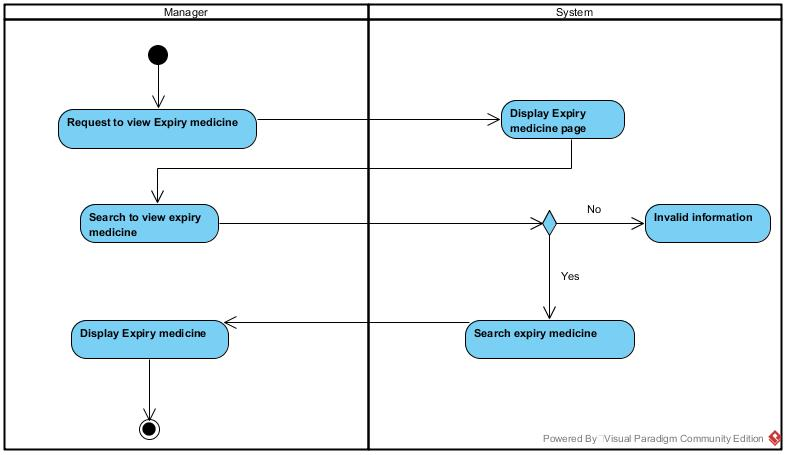 Manager
System
Request to view Expiry medicine
Display Expiry
medicine page
Search to view expiry
medicine
No
Invalid information
Yes
Display Expiry medicine
Search expiry medicine
Powered By Visual Paradigm Community Edition